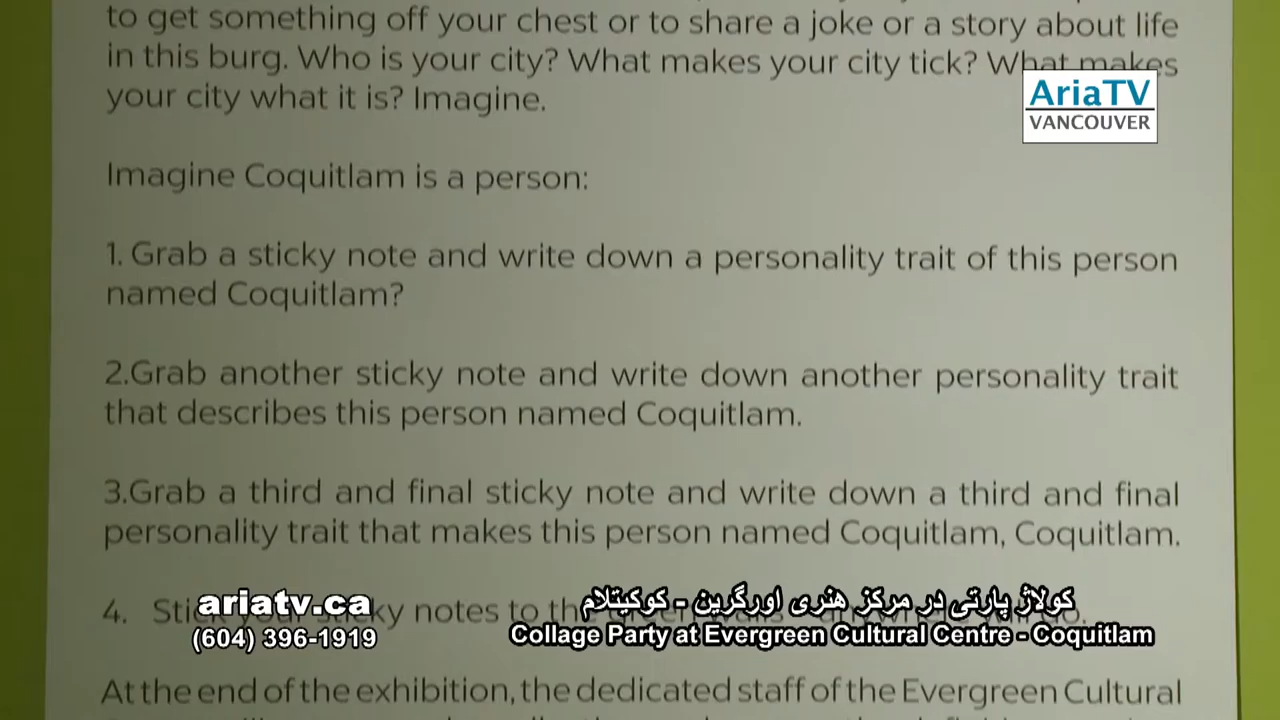 to get something off your chest or to share a joke or a story about life
in this burg. Who is your city? What makes your city tick? What makes
your city what it is? Imagine.
AriaTV
VANCOUVER
Imagine Coquitlam is a person:
1. Grab a sticky note and write down a personality trait of this person
named Coquitlam?
2.Grab another sticky note and write down another personality trait
that describes this person named Coquitlam.
3.Grab a third and final sticky note and write down a third and final
personality trait that makes this person named Coquitlam, Coquitlam.
4. Stick your sticky notes to the
ariatv.ca
(604) 396-1919
کولاژ پارتی در مرکز هنری اورگرین - کوکیتلام
Collage Party at Evergreen Cultural Centre - Coquitlam
At the end of the exhibition, the dedicated staff of the Evergreen Cultural